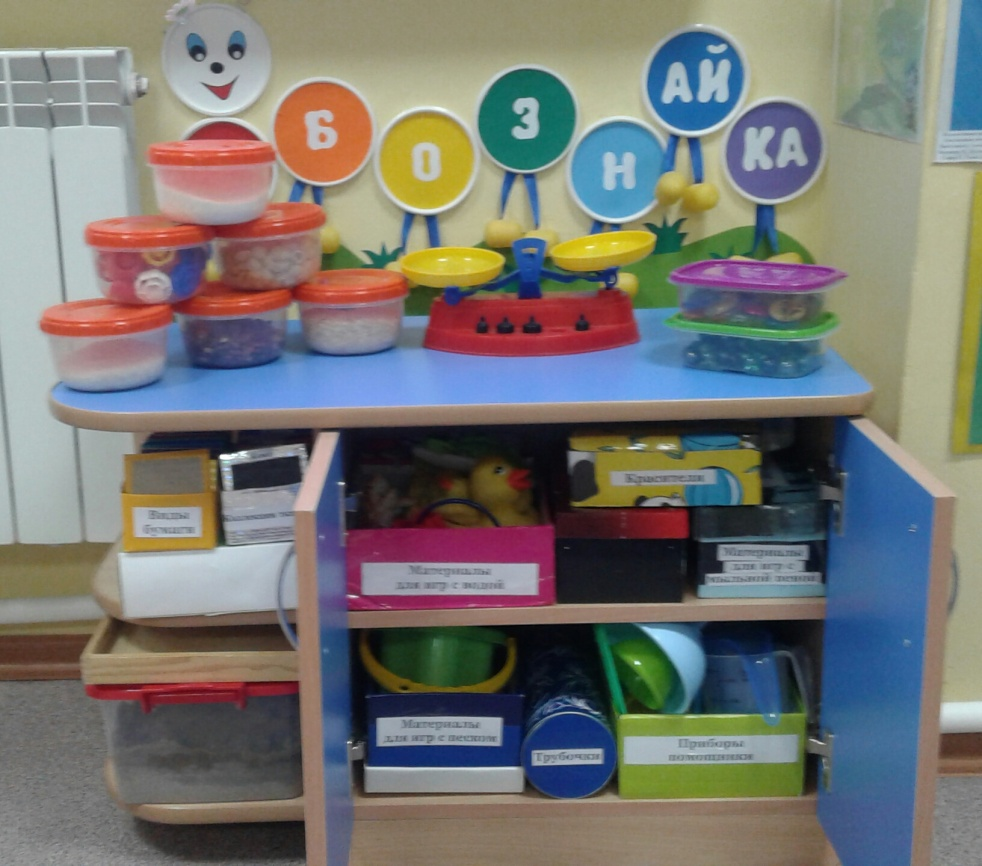 Б
О
З
Н
АЙ
КА
Виды
бумаги
Красители
Материалы
для игр с водой
Материалы
для игр с
мыльной пеной
Материалы
для игр с песком
Трубочки
Приборы
помощники